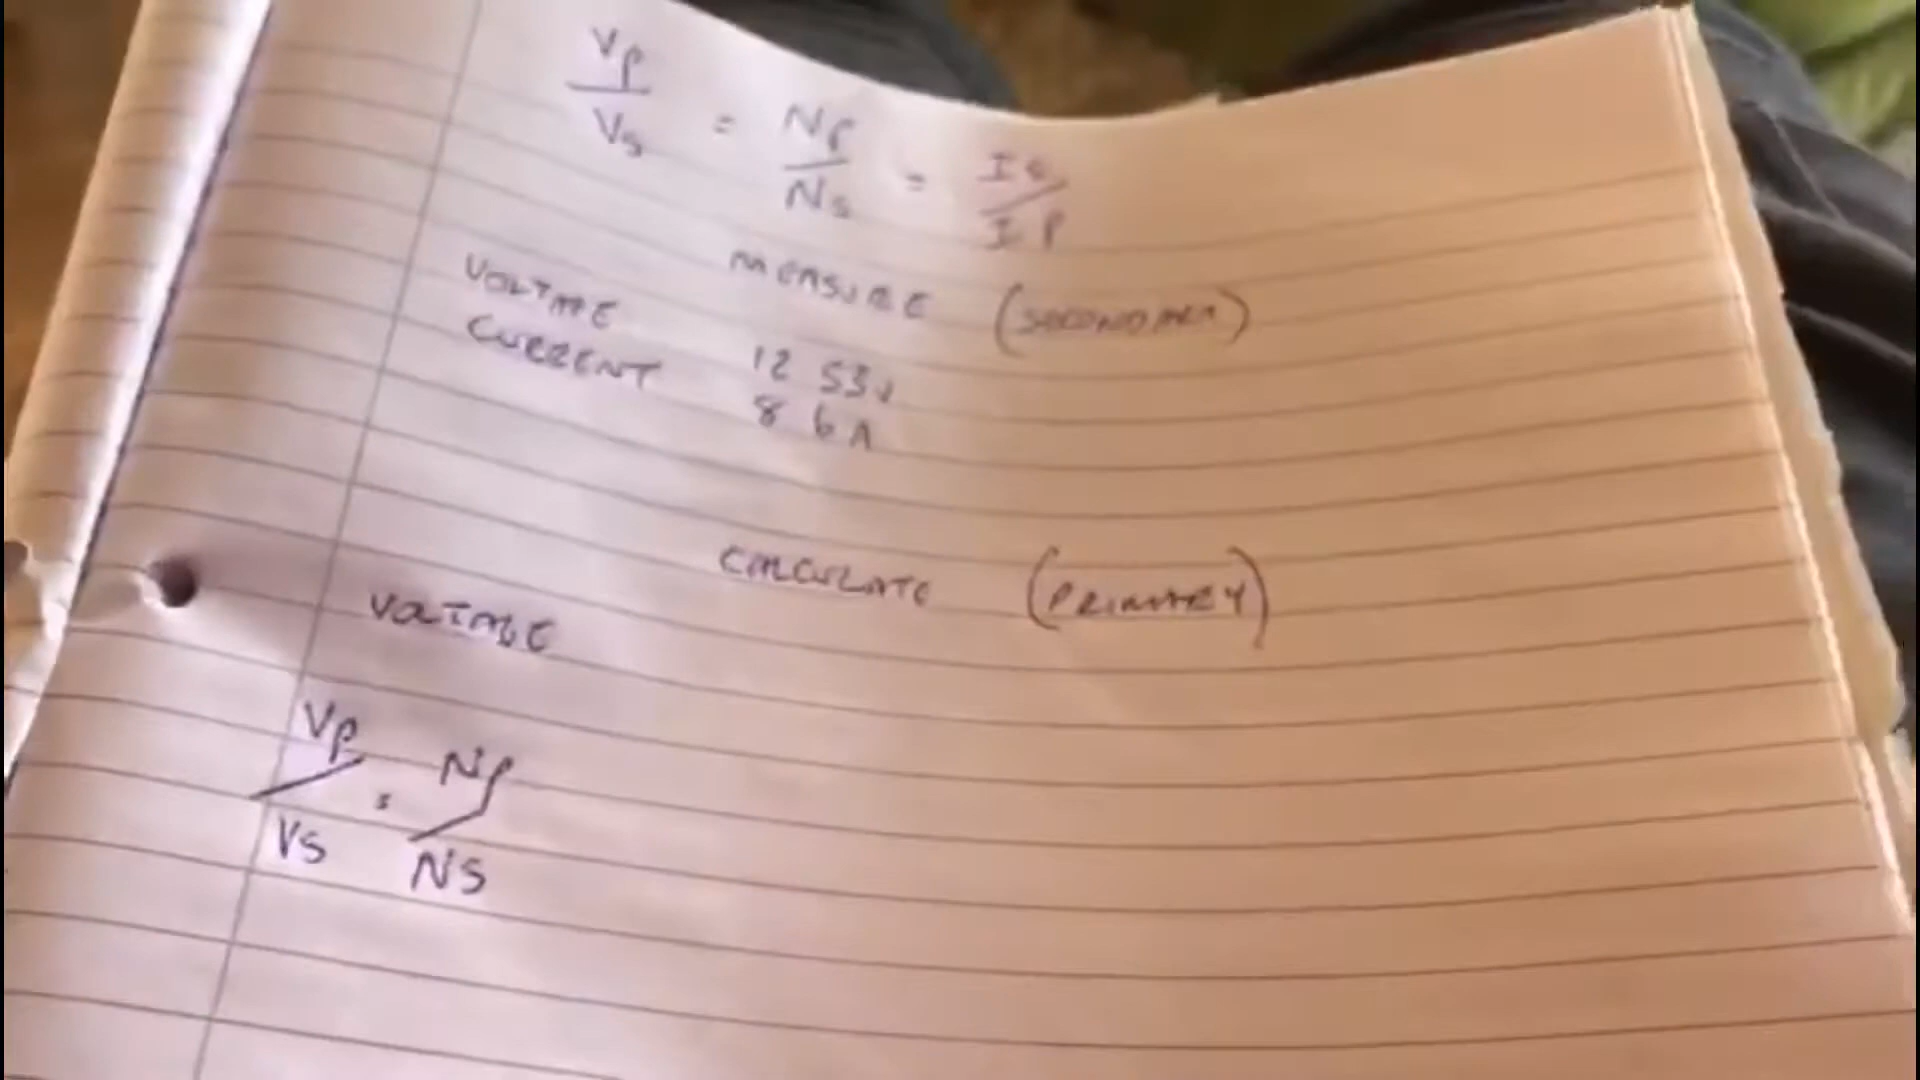 Vp/Vs = Np/Ns = Is/Ip
MEASURE (SECONDARY)
VOLTAGE 12 53V
CURRENT 8 6A
CALCULATE (PRIMARY)
VOLTAGE
Vp/Vs = Np/Ns